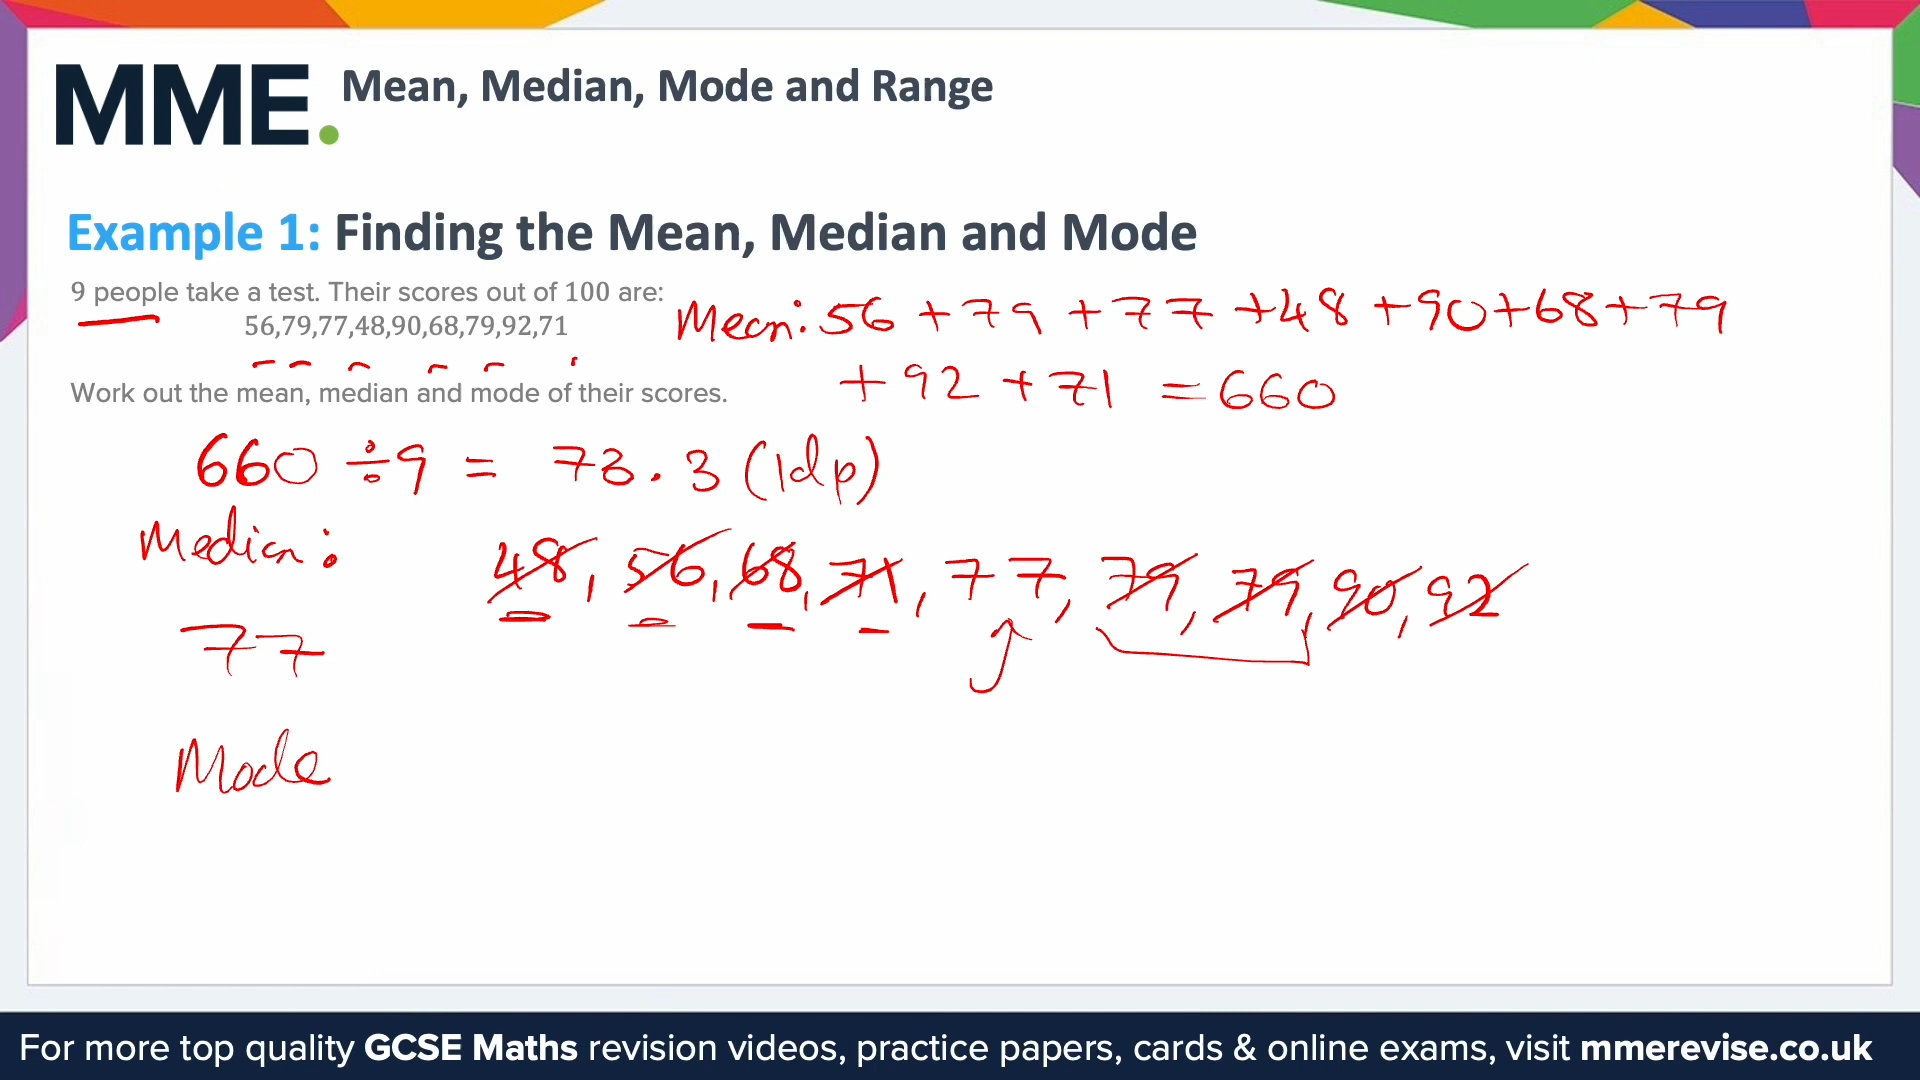 MME. Mean, Median, Mode and Range
Example 1: Finding the Mean, Median and Mode
9 people take a test. Their scores out of 100 are:
56,79,77,48,90,68,79,92,71
Mean: 56 + 79 + 77 + 48 + 90 + 68 + 79
+ 92 + 71 = 660
Work out the mean, median and mode of their scores.
660 ÷ 9 = 73.3 (1dp)
Median:
48, 56, 68, 71, 77, 79, 79, 90, 92
77
Mode
For more top quality GCSE Maths revision videos, practice papers, cards & online exams, visit mmerevise.co.uk